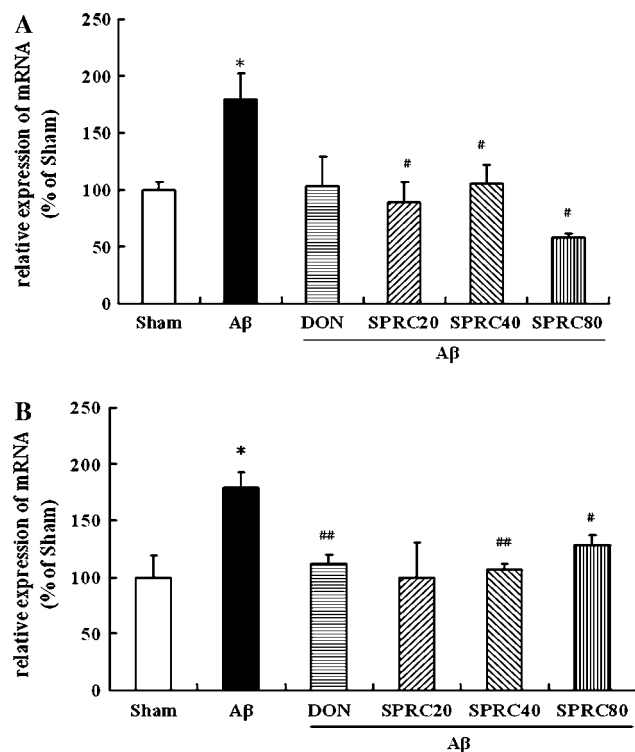 A
relative expression of mRNA
(% of Sham)
250
200
150
100
50
0
*
#
#
#
Sham
Aβ
DON
SPRC20
SPRC40
SPRC80
Aβ
B
relative expression of mRNA
(% of Sham)
250
200
150
100
50
0
*
##
##
#
Sham
Aβ
DON
SPRC20
SPRC40
SPRC80
Aβ